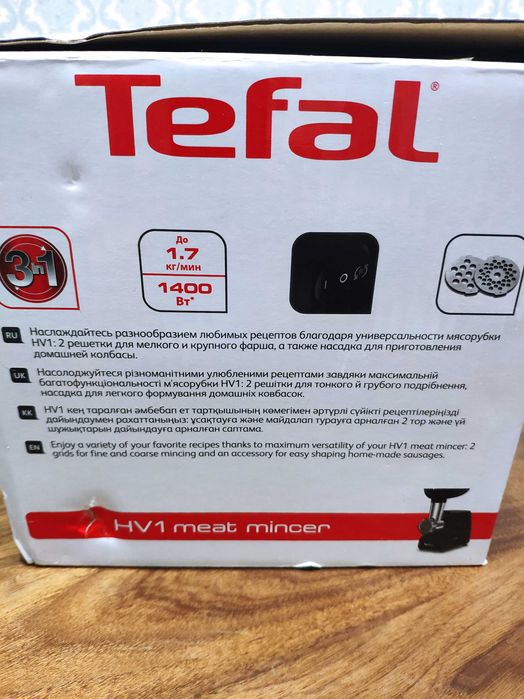 Tefal®
3in1
До
1.7
кг/мин
1400
Вт*
RU Наслаждайтесь разнообразием любимых рецептов благодаря универсальности мясорубки
HV1: 2 решетки для мелкого и крупного фарша, а также насадка для приготовления
домашней колбасы.
UK Насолоджуйтеся різноманітними улюбленими рецептами завдяки максимальній
багатофункціональності м'ясорубки HV1: 2 решітки для тонкого й грубого подрібнення,
насадка для легкого формування домашніх ковбасок.
KK HV1 кең таралған әмбебап ет тартқышының көмегімен әртүрлі сүйікті рецептілеріңізді
дайындаумен рахаттаныңыз: ұсақтауға және майдалап турауға арналған 2 тор және үй
шұжықтарын дайындауға арналған саптама.
EN Enjoy a variety of your favorite recipes thanks to maximum versatility of your HV1 meat mincer: 2
grids for fine and coarse mincing and an accessory for easy shaping home-made sausages.
HV1 meat mincer